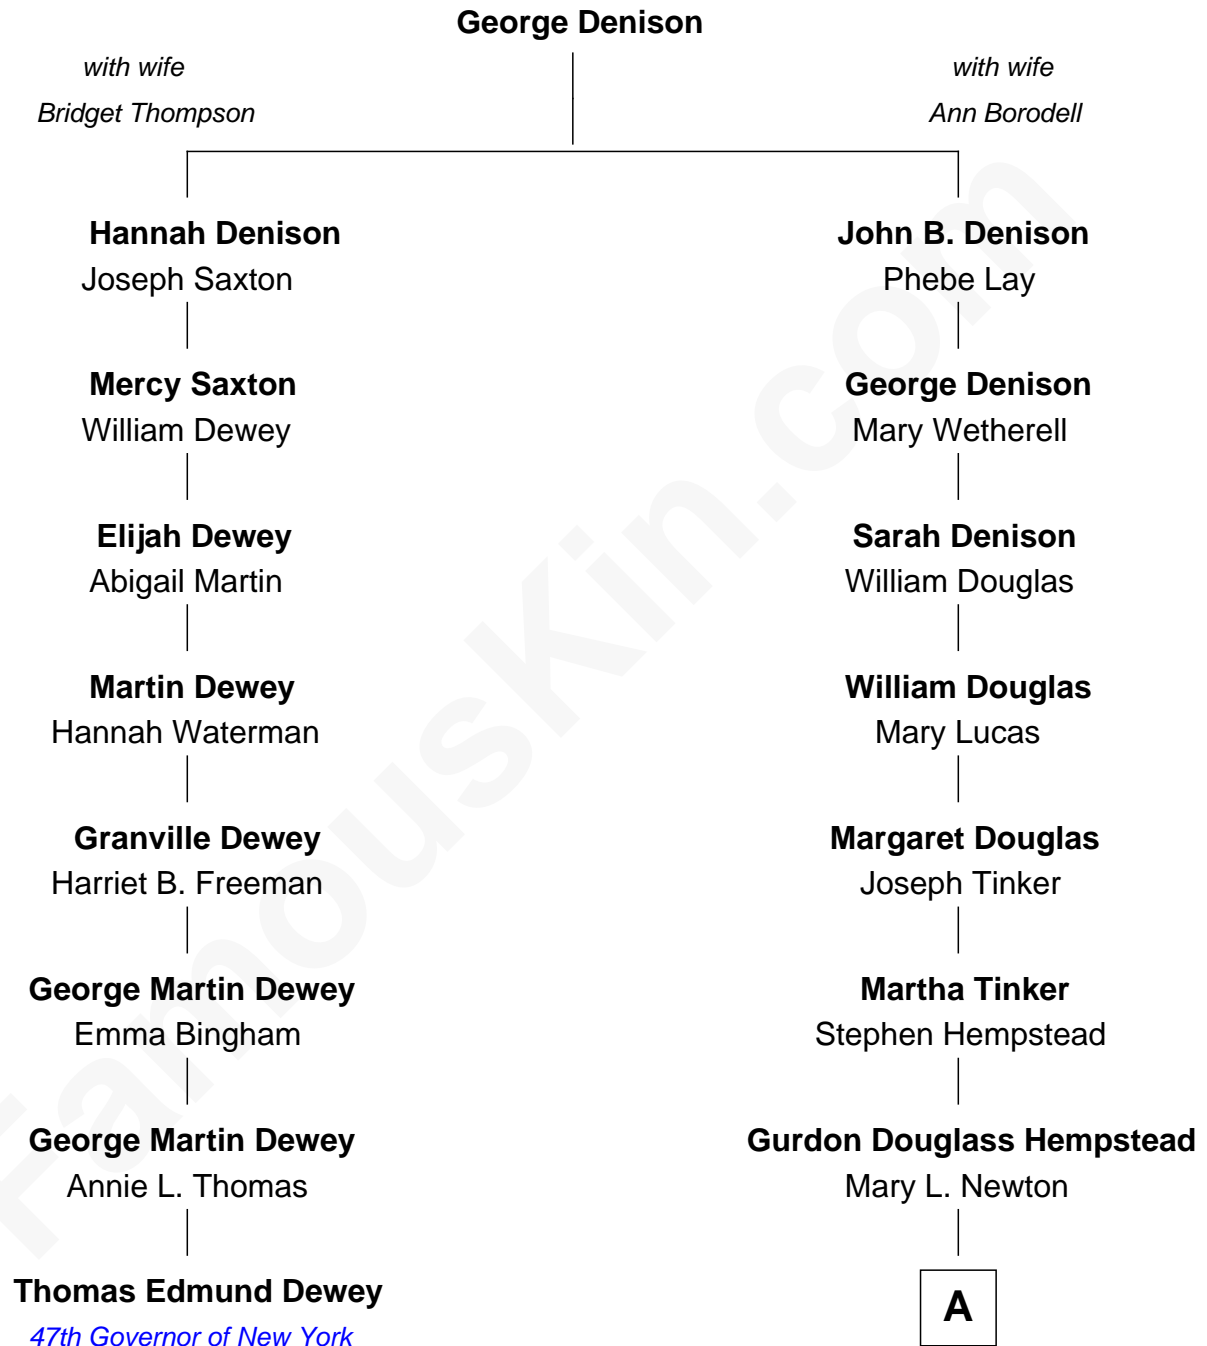 George Denison
with wife
Bridget Thompson
with wife
Ann Borodell
Hannah Denison
Joseph Saxton
John B. Denison
Phebe Lay
Mercy Saxton
William Dewey
George Denison
Mary Wetherell
Elijah Dewey
Abigail Martin
Sarah Denison
William Douglas
Martin Dewey
Hannah Waterman
William Douglas
Mary Lucas
Granville Dewey
Harriet B. Freeman
Margaret Douglas
Joseph Tinker
George Martin Dewey
Emma Bingham
Martha Tinker
Stephen Hempstead
George Martin Dewey
Annie L. Thomas
Gurdon Douglass Hempstead
Mary L. Newton
Thomas Edmund Dewey
47th Governor of New York
A
FamousKin.com